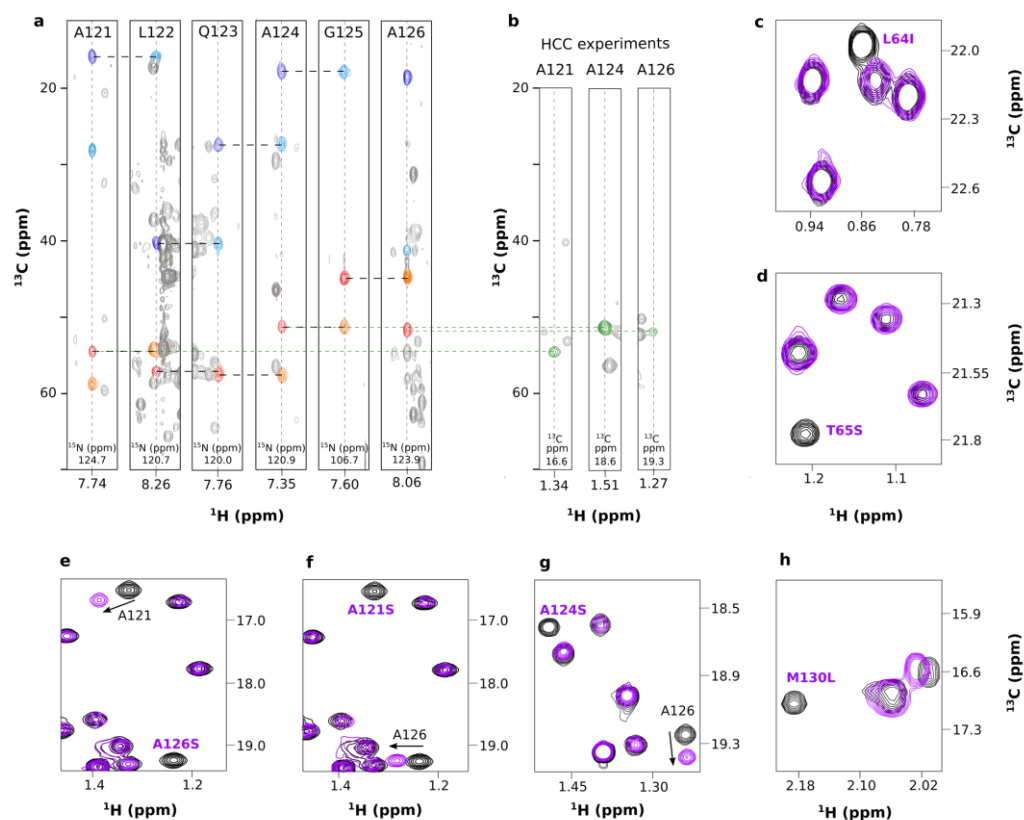 a
A121 L122 Q123 A124 G125 A126
20
40
60
¹³C (ppm)
¹⁵N (ppm) ¹⁵N (ppm) ¹⁵N (ppm) ¹⁵N (ppm) ¹⁵N (ppm) ¹⁵N (ppm)
124.7 120.7 120.0 120.9 106.7 123.9
7.74 8.26 7.76 7.35 7.60 8.06
¹H (ppm)
b
HCC experiments
A121 A124 A126
20
40
60
¹³C (ppm)
¹³C ¹³C ¹³C
ppm ppm ppm
16.6 18.6 19.3
1.34 1.51 1.27
¹H (ppm)
c
L64I
22.0
22.3
22.6
¹³C (ppm)
0.94 0.86 0.78
d
21.3
21.55
21.8
T65S
¹³C (ppm)
1.2 1.1
¹H (ppm)
e
A121
17.0
18.0
19.0
A126S
1.4 1.2
¹H (ppm)
f
A121S
17.0
18.0
19.0
A126
1.4 1.2
¹H (ppm)
g
A124S
18.5
18.9
19.3
A126
1.45 1.30
¹H (ppm)
h
M130L
15.9
16.6
17.3
¹³C (ppm)
2.18 2.10 2.02
¹H (ppm)